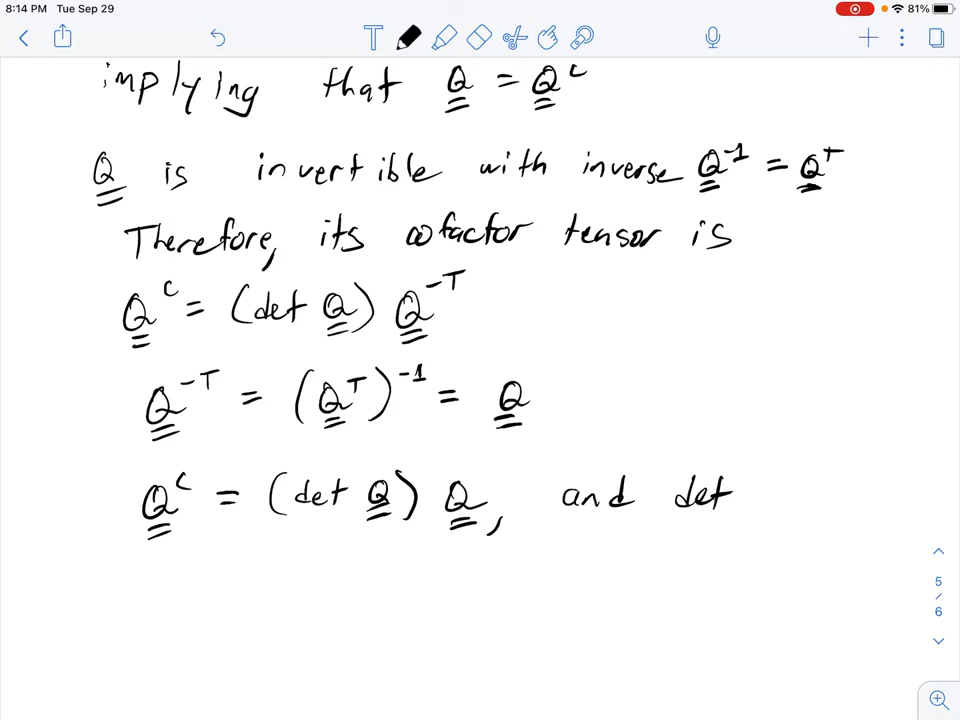 8:14 PM Tue Sep 29 81%
implying that Q = Q^c
Q is invertible with inverse Q^-1 = Q^T
Therefore, its cofactor tensor is
Q^c = (det Q) Q^-T
Q^-T = (Q^T)^-1 = Q
Q^c = (det Q) Q, and det
5
/
6